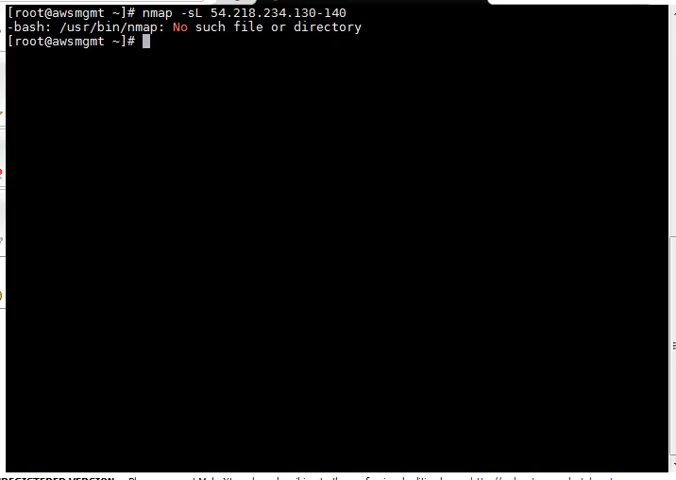 [root@awsmgmt ~]# nmap -sL 54.218.234.130-140
-bash: /usr/bin/nmap: No such file or directory
[root@awsmgmt ~]#